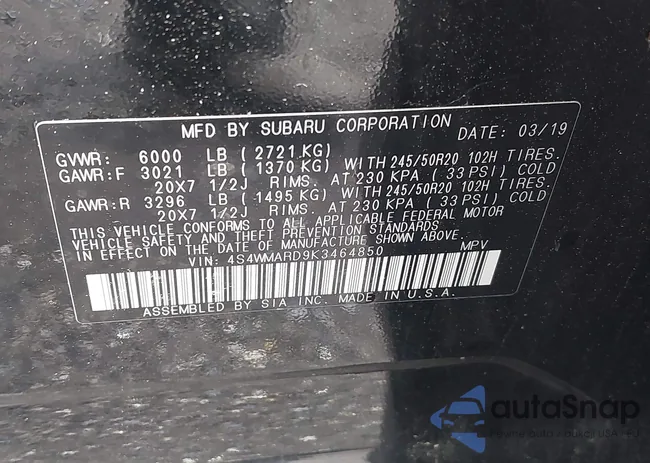 MFD BY SUBARU CORPORATION DATE: 03/19
GVWR: 6000 LB ( 2721 KG)
GAWR:F 3021 LB ( 1370 KG) WITH 245/50R20 102H TIRES.
20X7 1/2J RIMS. AT 230 KPA ( 33 PSI) COLD
GAWR:R 3296 LB ( 1495 KG) WITH 245/50R20 102H TIRES.
20X7 1/2J RIMS. AT 230 KPA ( 33 PSI) COLD
THIS VEHICLE CONFORMS TO ALL APPLICABLE FEDERAL MOTOR
VEHICLE SAFETY AND THEFT PREVENTION STANDARDS
IN EFFECT ON THE DATE OF MANUFACTURE SHOWN ABOVE.
VIN: 4S4WMARD9K3464850 MPV
ASSEMBLED BY SIA INC. MADE IN U.S.A.
autoSnap
Pewne auto z aukcji USA